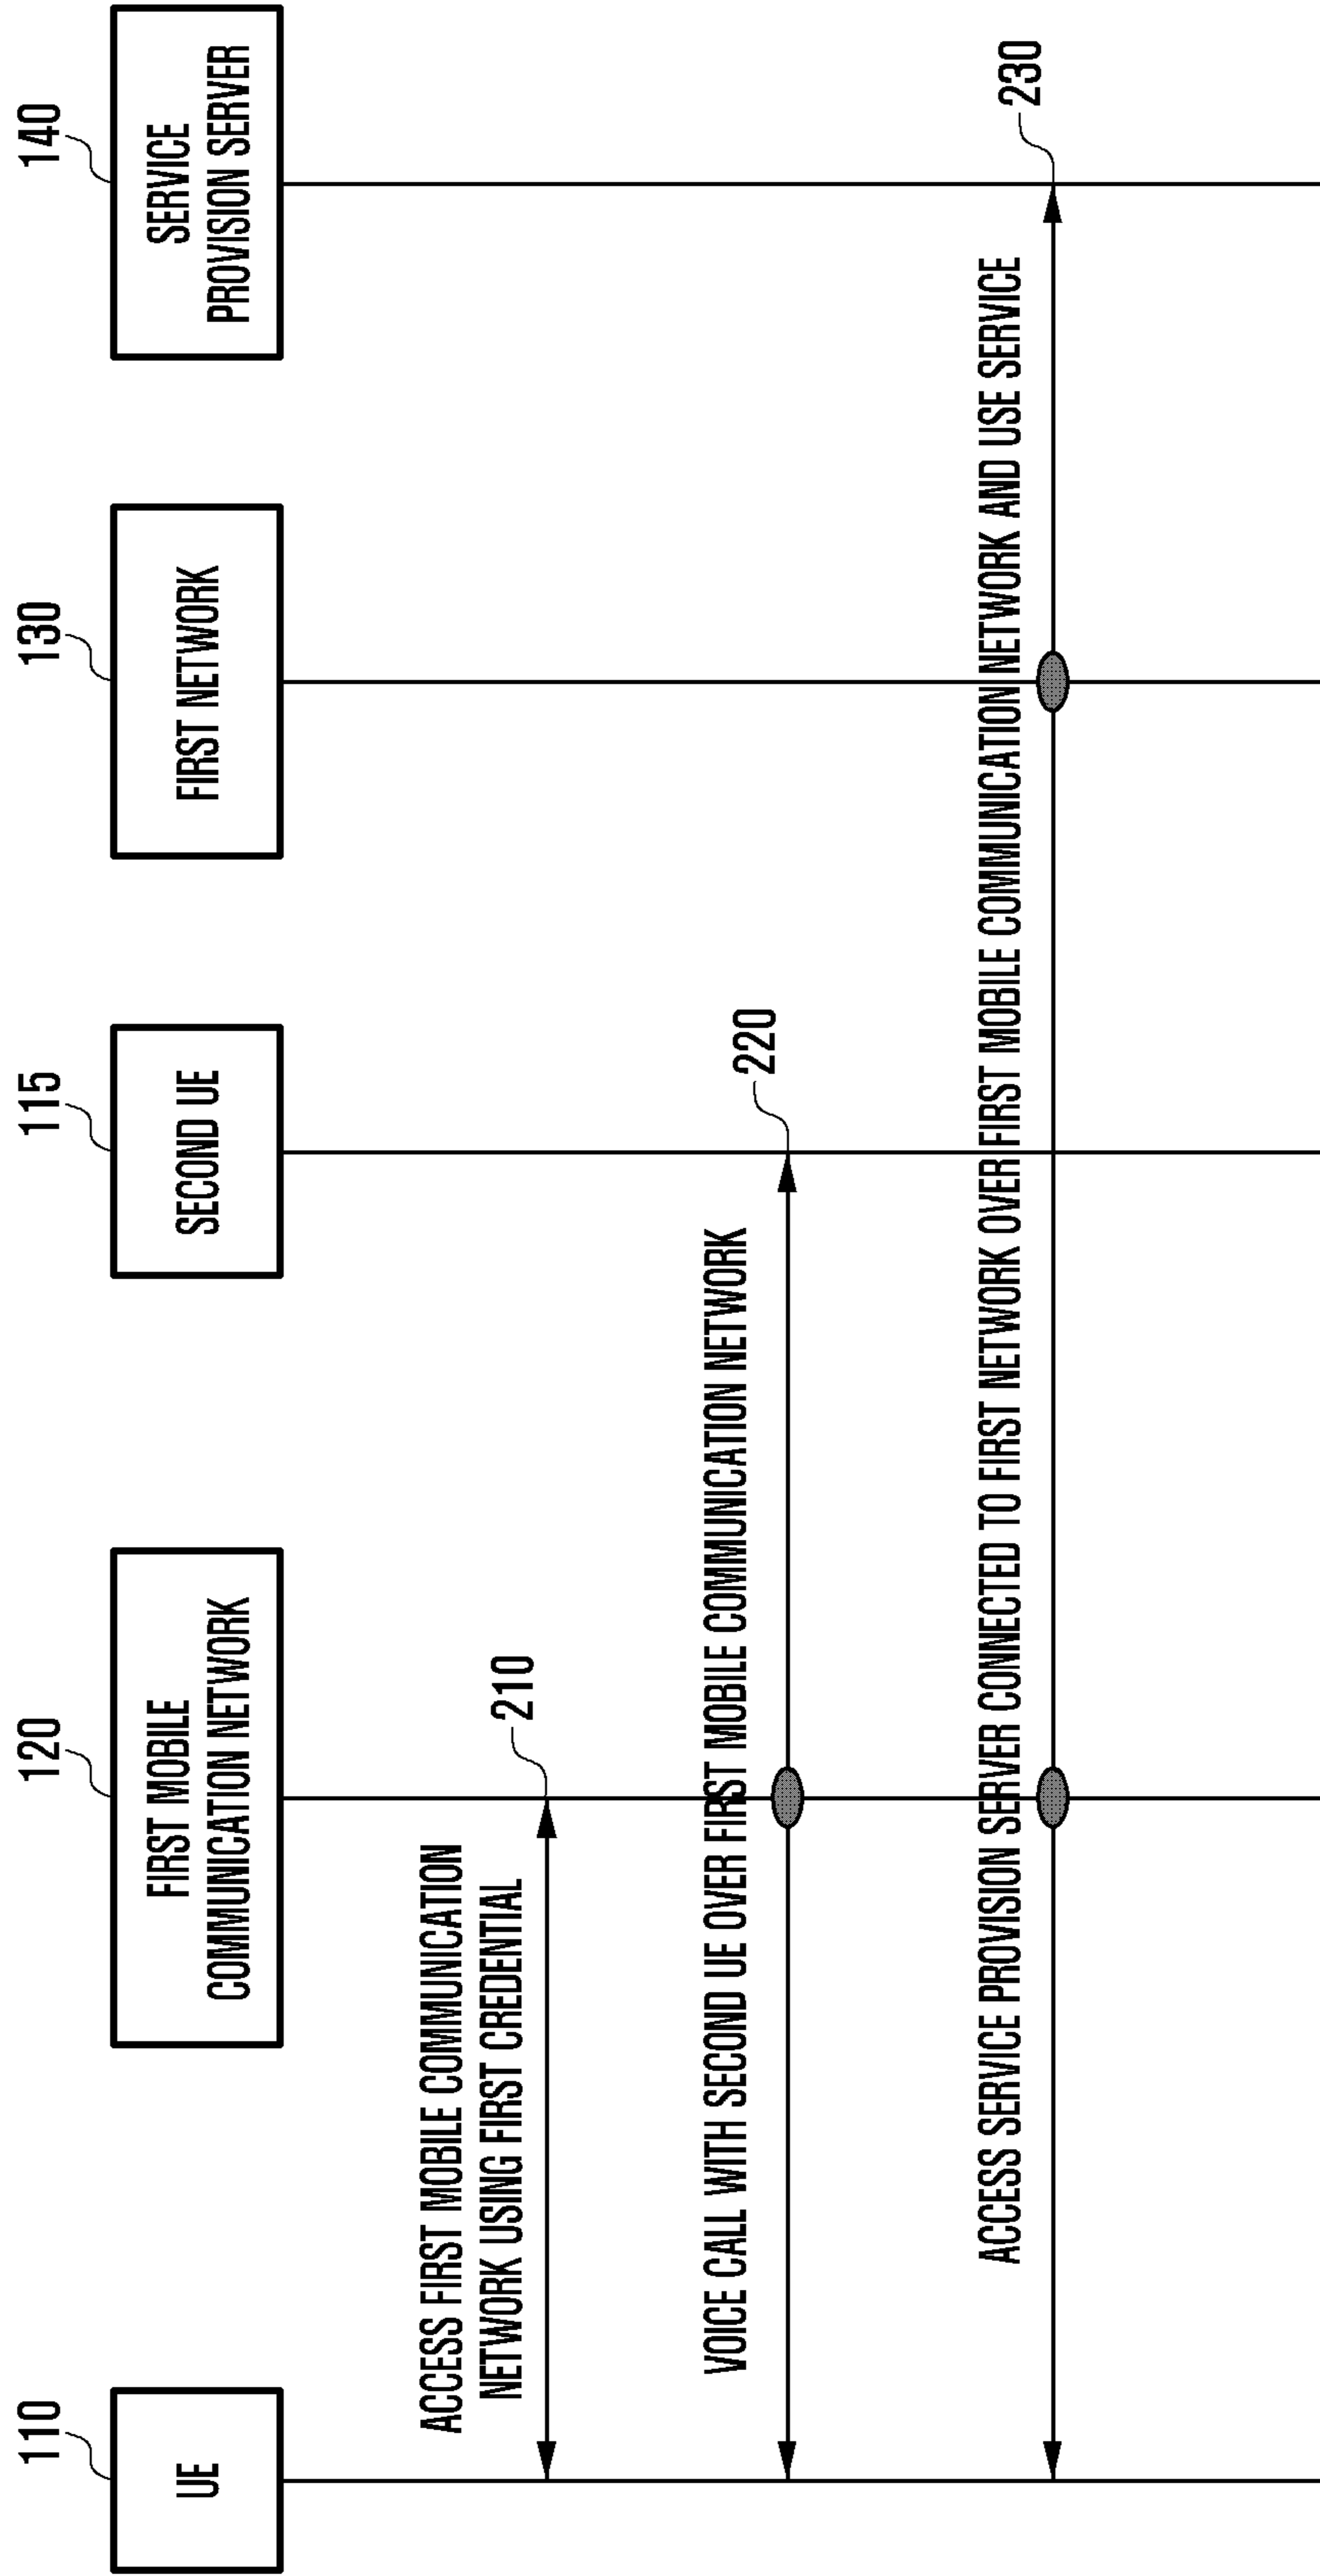 110
120
115
130
140
UE
FIRST MOBILE
COMMUNICATION NETWORK
SECOND UE
FIRST NETWORK
SERVICE
PROVISION SERVER
ACCESS FIRST MOBILE COMMUNICATION
NETWORK USING FIRST CREDENTIAL
210
VOICE CALL WITH SECOND UE OVER FIRST MOBILE COMMUNICATION NETWORK
220
ACCESS SERVICE PROVISION SERVER CONNECTED TO FIRST NETWORK OVER FIRST MOBILE COMMUNICATION NETWORK AND USE SERVICE
230